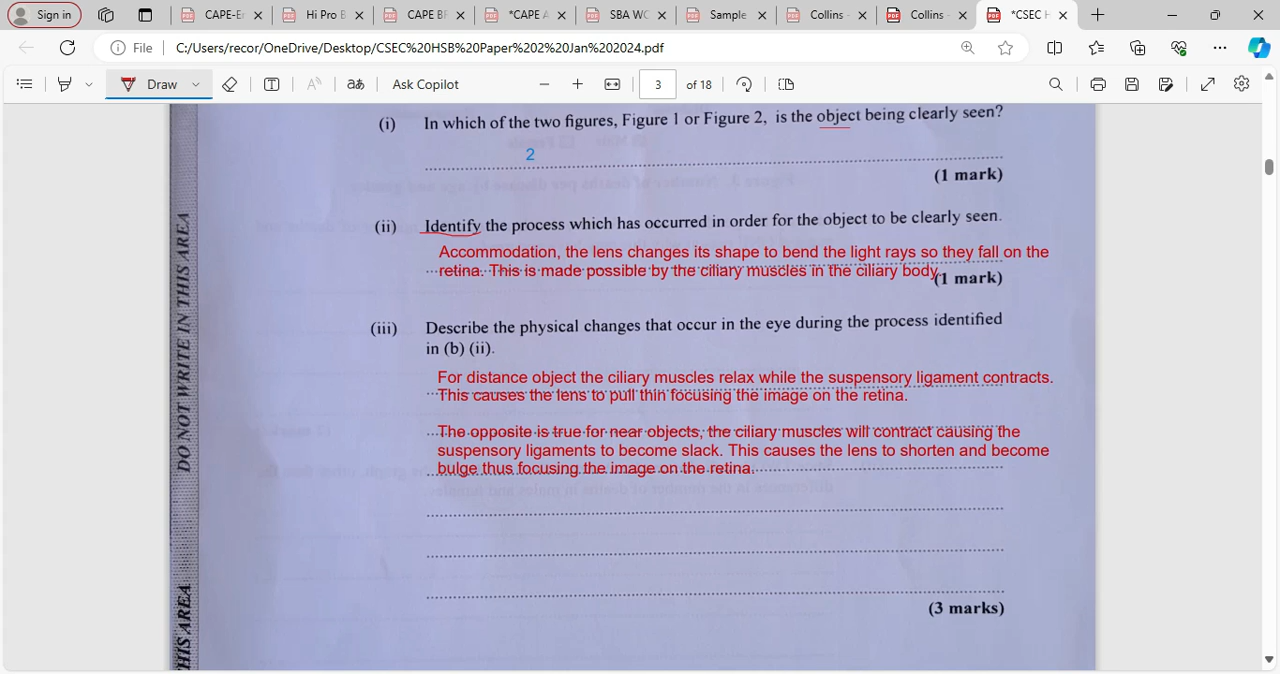 Sign in
CAPE-En
Hi Pro B
CAPE BF
*CAPE A
SBA WO
Sample
Collins -
Collins -
*CSEC H
File
C:/Users/recor/OneDrive/Desktop/CSEC%20HSB%20Paper%202%20Jan%202024.pdf
Draw
aあ
Ask Copilot
3
of 18
(i) In which of the two figures, Figure 1 or Figure 2, is the object being clearly seen?
2
(1 mark)
(ii) Identify the process which has occurred in order for the object to be clearly seen.
Accommodation, the lens changes its shape to bend the light rays so they fall on the
retina. This is made possible by the ciliary muscles in the ciliary body.
(1 mark)
(iii) Describe the physical changes that occur in the eye during the process identified
in (b) (ii).
For distance object the ciliary muscles relax while the suspensory ligament contracts.
This causes the lens to pull thin focusing the image on the retina.
The opposite is true for near objects, the ciliary muscles will contract causing the
suspensory ligaments to become slack. This causes the lens to shorten and become
bulge thus focusing the image on the retina.
(3 marks)
DO NOT WRITE IN THIS AREA
HIS AREA